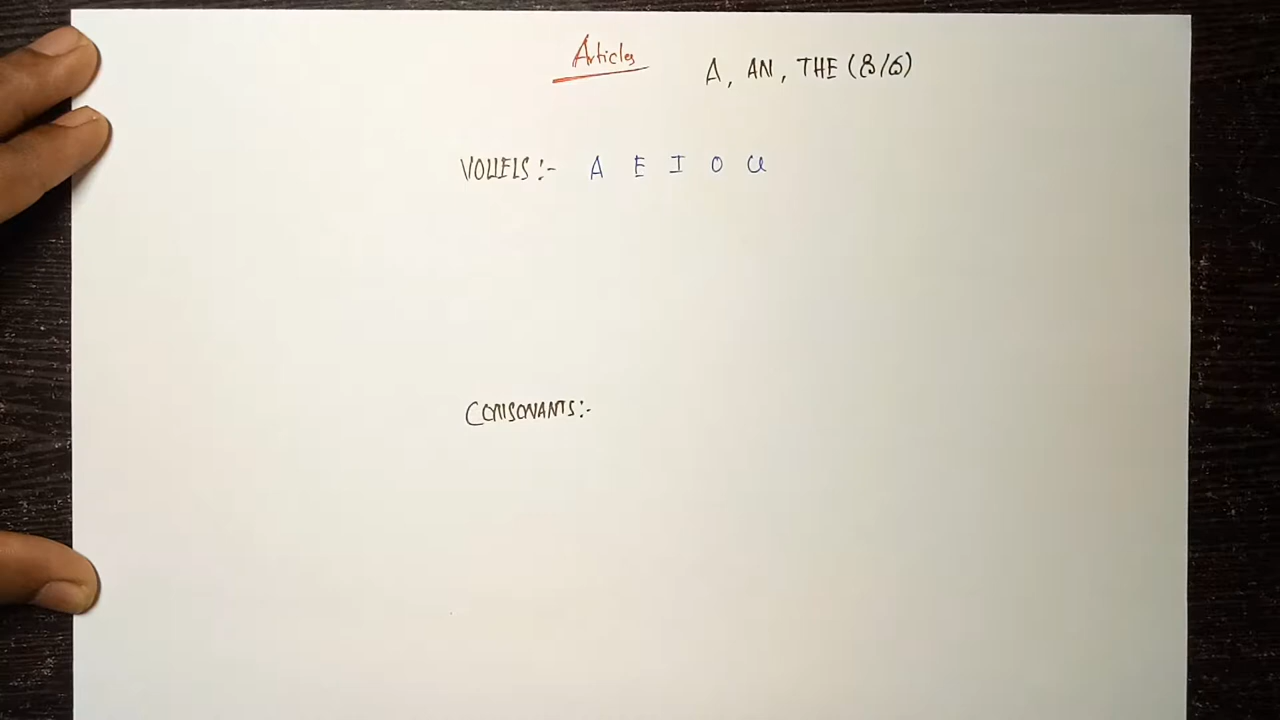 Articles A, AN, THE (8/6)
VOWELS :- A E I O U
CONSONANTS :-